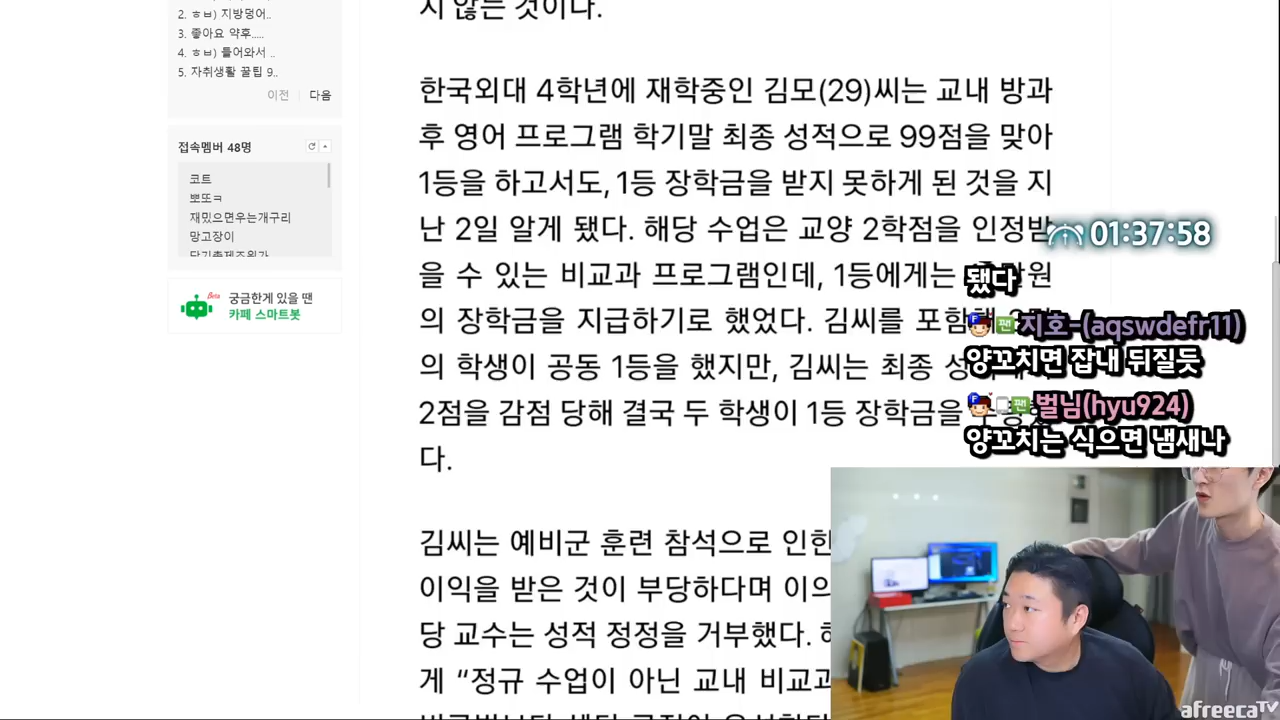 2. ㅎㅂ) 지방덩어..
3. 좋아요 약후.....
4. ㅎㅂ) 틀어와서 ..
5. 자취생활 꿀팁 9..
이전
다음
접속멤버 48명
코트
뽀또ㅋ
재밌으면우는개구리
망고장이
Beta
궁금한게 있을 땐
카페 스마트봇
지 않는 것이다.
한국외대 4학년에 재학중인 김모(29)씨는 교내 방과
후 영어 프로그램 학기말 최종 성적으로 99점을 맞아
1등을 하고서도, 1등 장학금을 받지 못하게 된 것을 지
난 2일 알게 됐다. 해당 수업은 교양 2학점을 인정받
을 수 있는 비교과 프로그램인데, 1등에게는
원
의 장학금을 지급하기로 했었다. 김씨를 포함
의 학생이 공동 1등을 했지만, 김씨는 최종
2점을 감점 당해 결국 두 학생이 1등 장학금을
다.
김씨는 예비군 훈련 참석으로 인한
이익을 받은 것이 부당하다며 이의
당 교수는 성적 정정을 거부했다.
게 “정규 수업이 아닌 교내 비교과
01:37:58
됐다
F 팬 지호-(aqswdefr11)
양꼬치면 잡내 뒤질듯
F 팬 벌님(hyu924)
양꼬치는 식으면 냄새나
afreecaTV